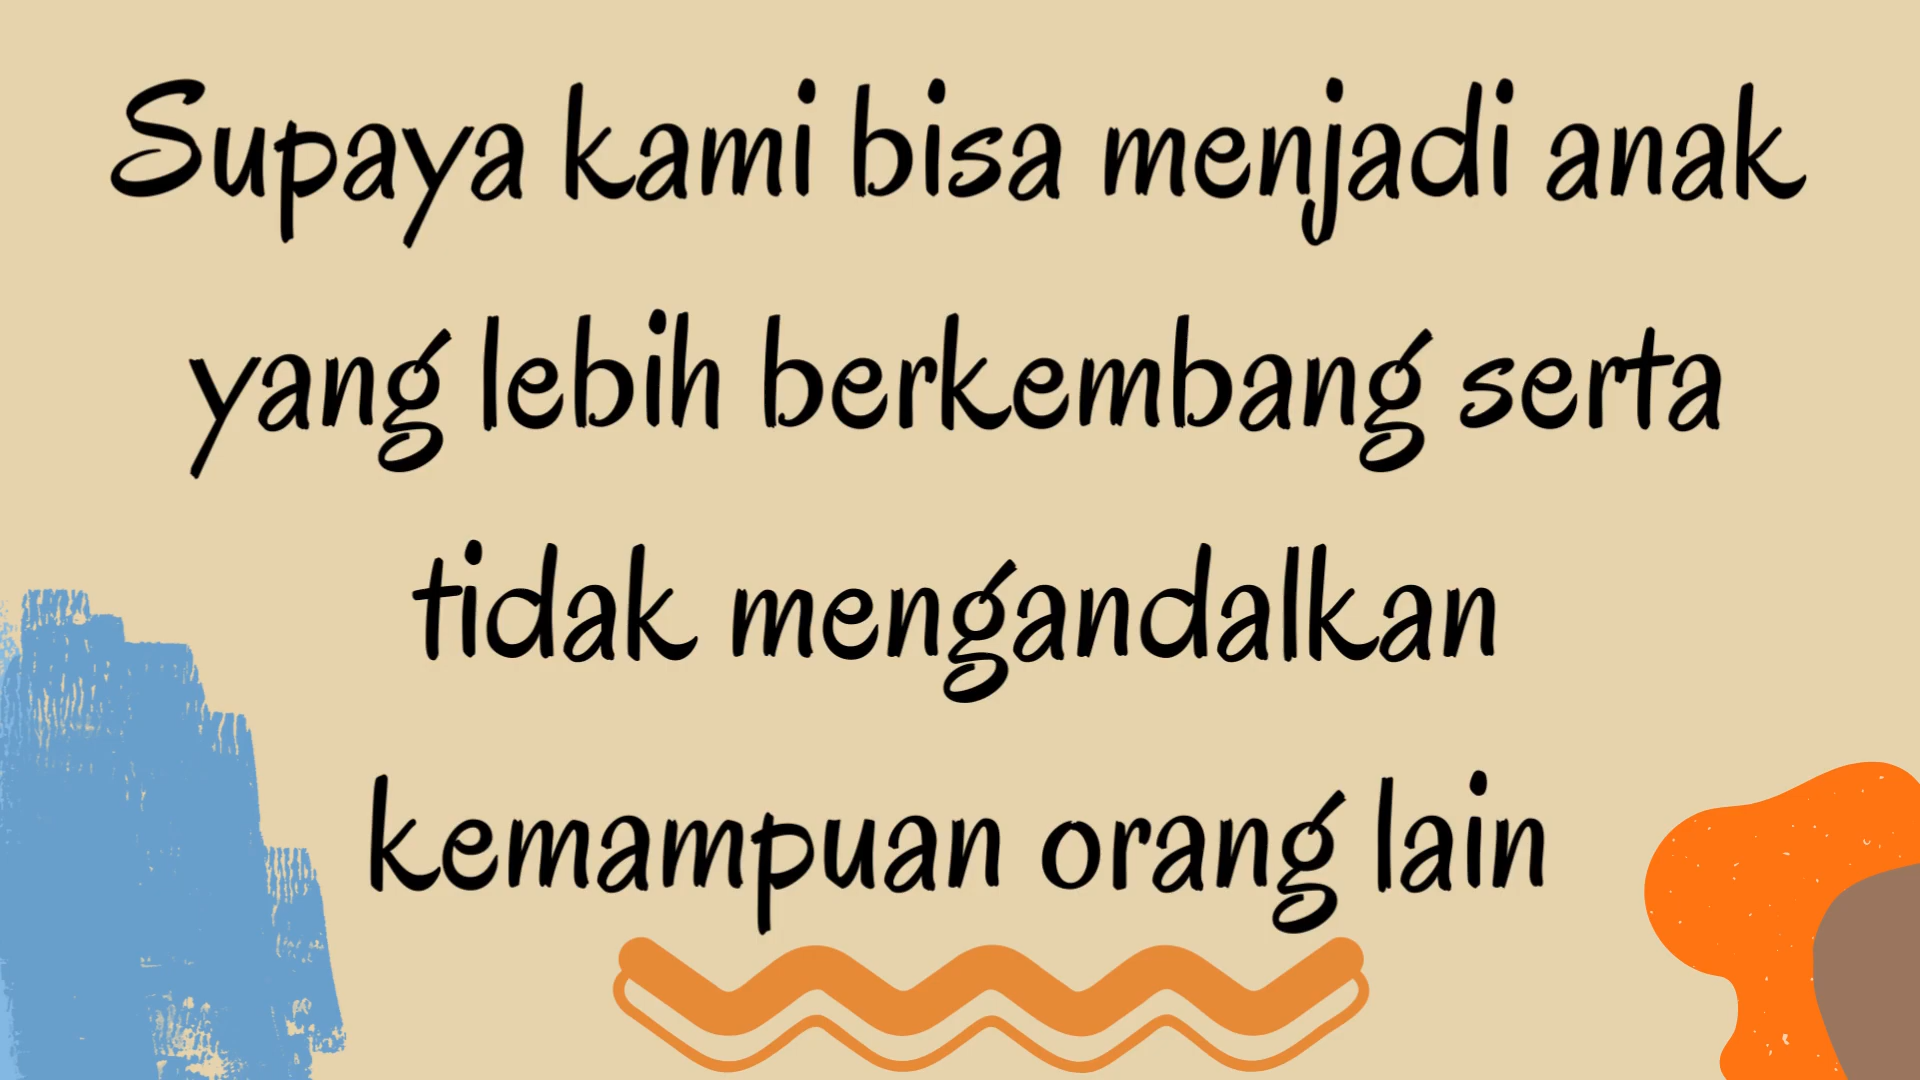 Supaya kami bisa menjadi anak
yang lebih berkembang serta
tidak mengandalkan
kemampuan orang lain